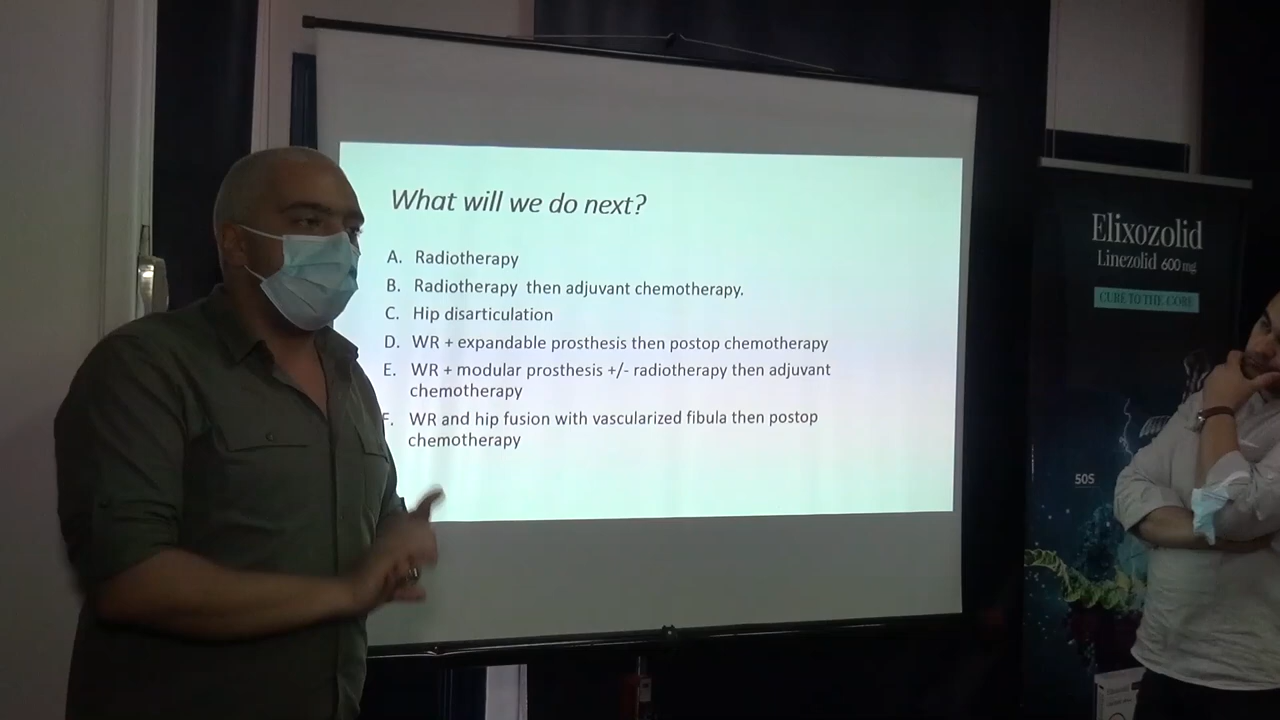 What will we do next?
A. Radiotherapy
B. Radiotherapy then adjuvant chemotherapy.
C. Hip disarticulation
D. WR + expandable prosthesis then postop chemotherapy
E. WR + modular prosthesis +/- radiotherapy then adjuvant
chemotherapy
F. WR and hip fusion with vascularized fibula then postop
chemotherapy
Elixozolid
Linezolid 600 mg
CURE TO THE CORE
50S